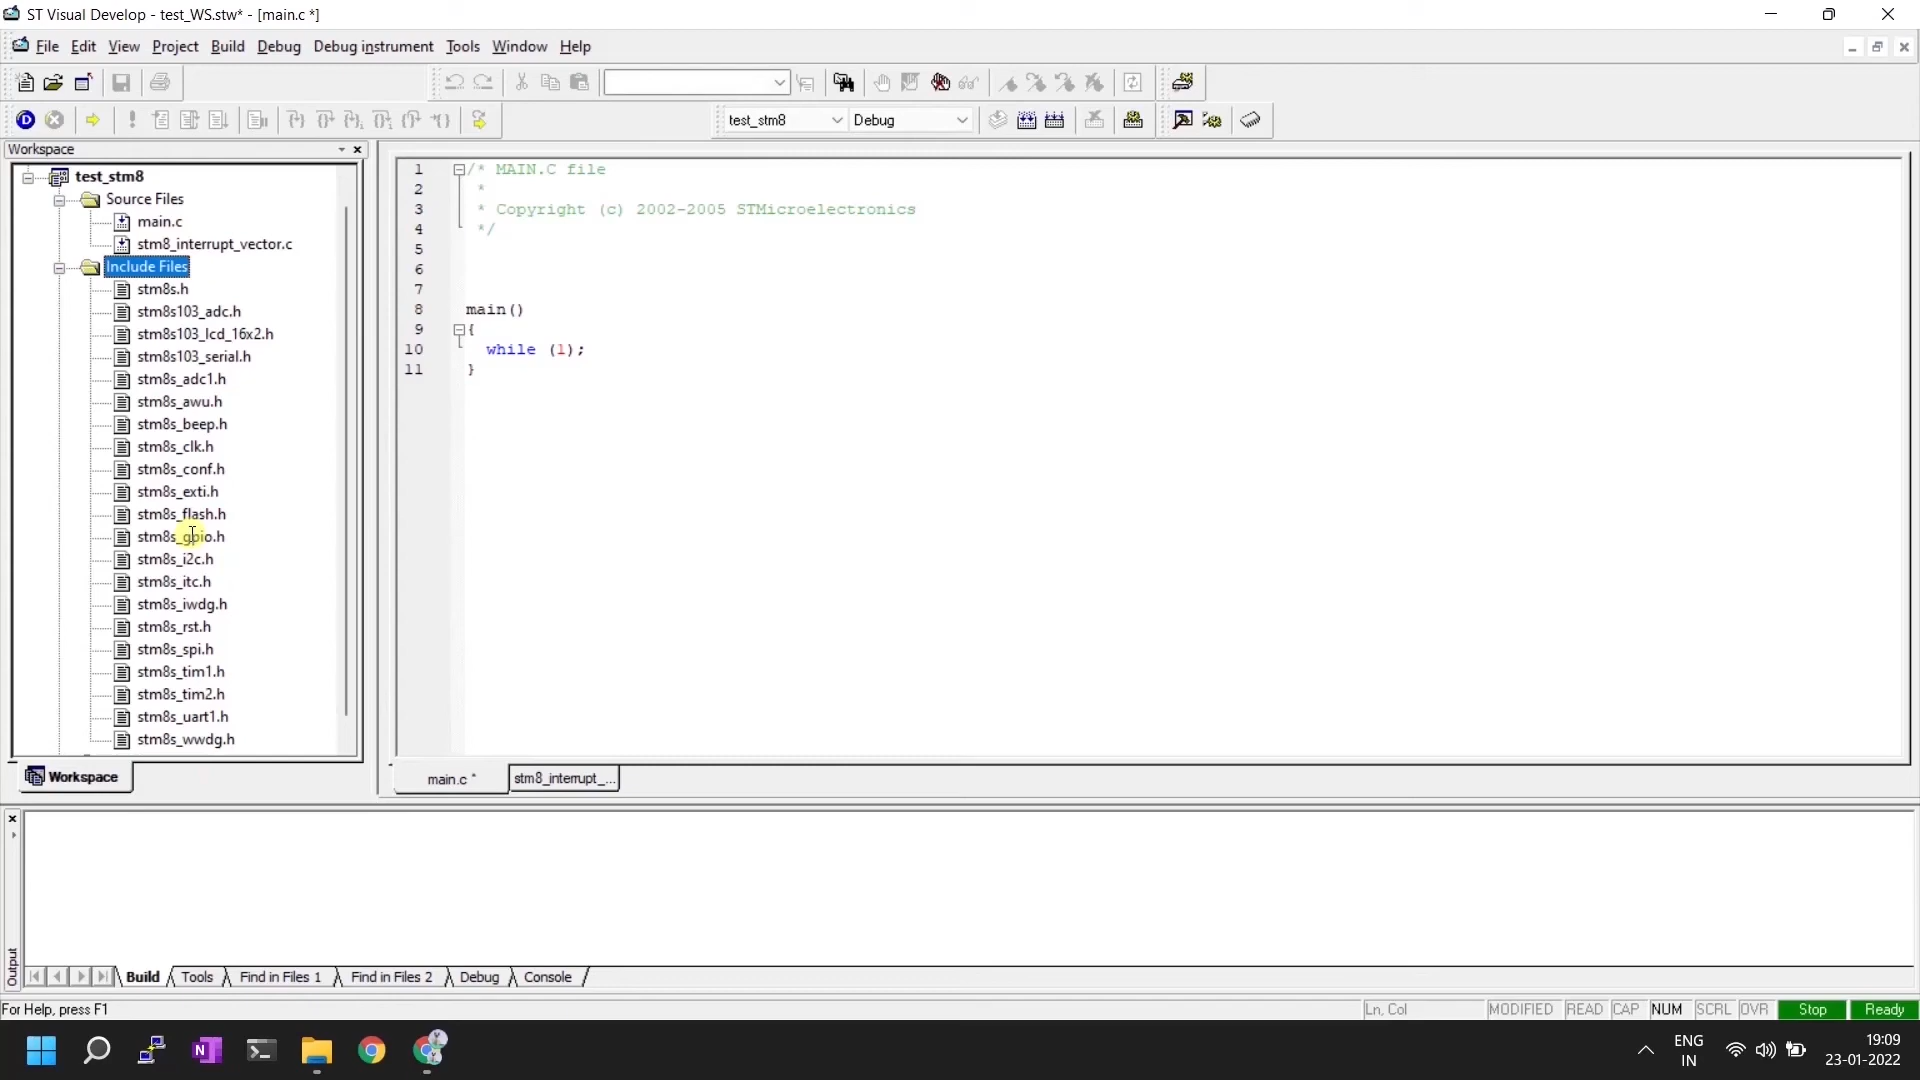 ST Visual Develop - test_WS.stw* - [main.c *]
File Edit View Project Build Debug Debug instrument Tools Window Help
test_stm8 Debug
Workspace
test_stm8
Source Files
main.c
stm8_interrupt_vector.c
Include Files
stm8s.h
stm8s103_adc.h
stm8s103_lcd_16x2.h
stm8s103_serial.h
stm8s_adc1.h
stm8s_awu.h
stm8s_beep.h
stm8s_clk.h
stm8s_conf.h
stm8s_exti.h
stm8s_flash.h
stm8s_gpio.h
stm8s_i2c.h
stm8s_itc.h
stm8s_iwdg.h
stm8s_rst.h
stm8s_spi.h
stm8s_tim1.h
stm8s_tim2.h
stm8s_uart1.h
stm8s_wwdg.h
Workspace
1 /* MAIN.C file
2 *
3 * Copyright (c) 2002-2005 STMicroelectronics
4 */
5
6
7
8 main()
9 {
10 while (1);
11 }
main.c * stm8_interrupt_...
Output
Build Tools Find in Files 1 Find in Files 2 Debug Console
For Help, press F1
Ln, Col MODIFIED READ CAP NUM SCRL OVR Stop Ready
ENG
IN
19:09
23-01-2022